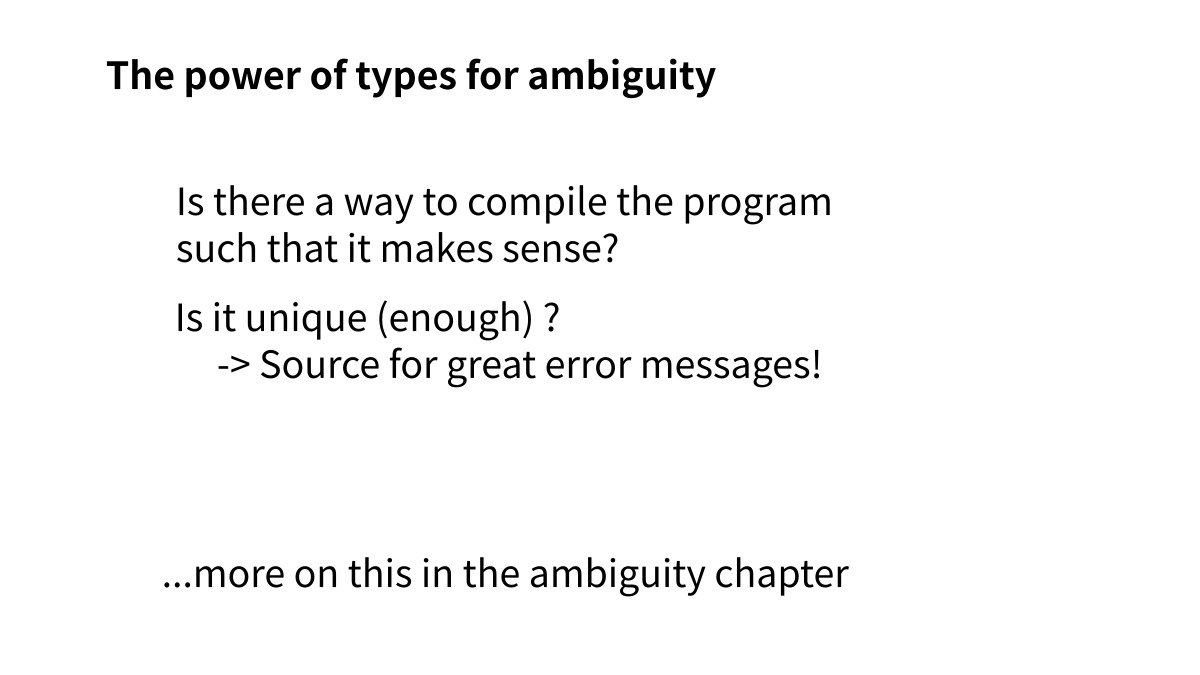 The power of types for ambiguity
Is there a way to compile the program
such that it makes sense?
Is it unique (enough) ?
-> Source for great error messages!
...more on this in the ambiguity chapter